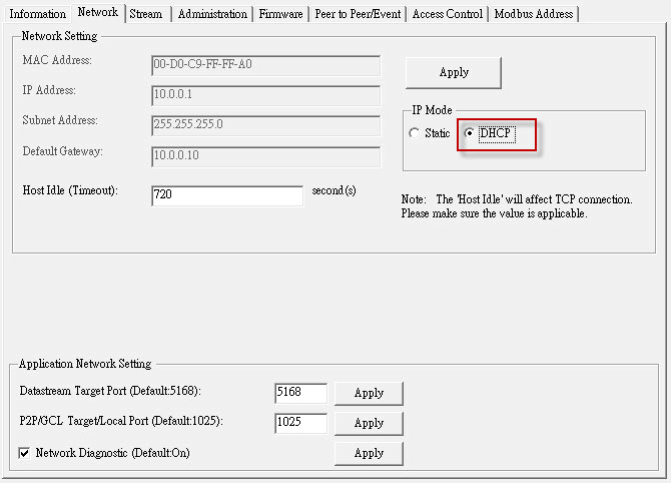 Information Network Stream Administration Firmware Peer to Peer/Event Access Control Modbus Address
Network Setting
MAC Address: 00-D0-C9-FF-FF-A0
Apply
IP Address: 10.0.0.1
IP Mode
Subnet Address: 255.255.255.0
Static DHCP
Default Gateway: 10.0.0.10
Host Idle (Timeout): 720 second(s)
Note: The 'Host Idle' will affect TCP connection.
Please make sure the value is applicable.
Application Network Setting
Datastream Target Port (Default:5168): 5168 Apply
P2P/GCL Target/Local Port (Default:1025): 1025 Apply
Network Diagnostic (Default:On) Apply